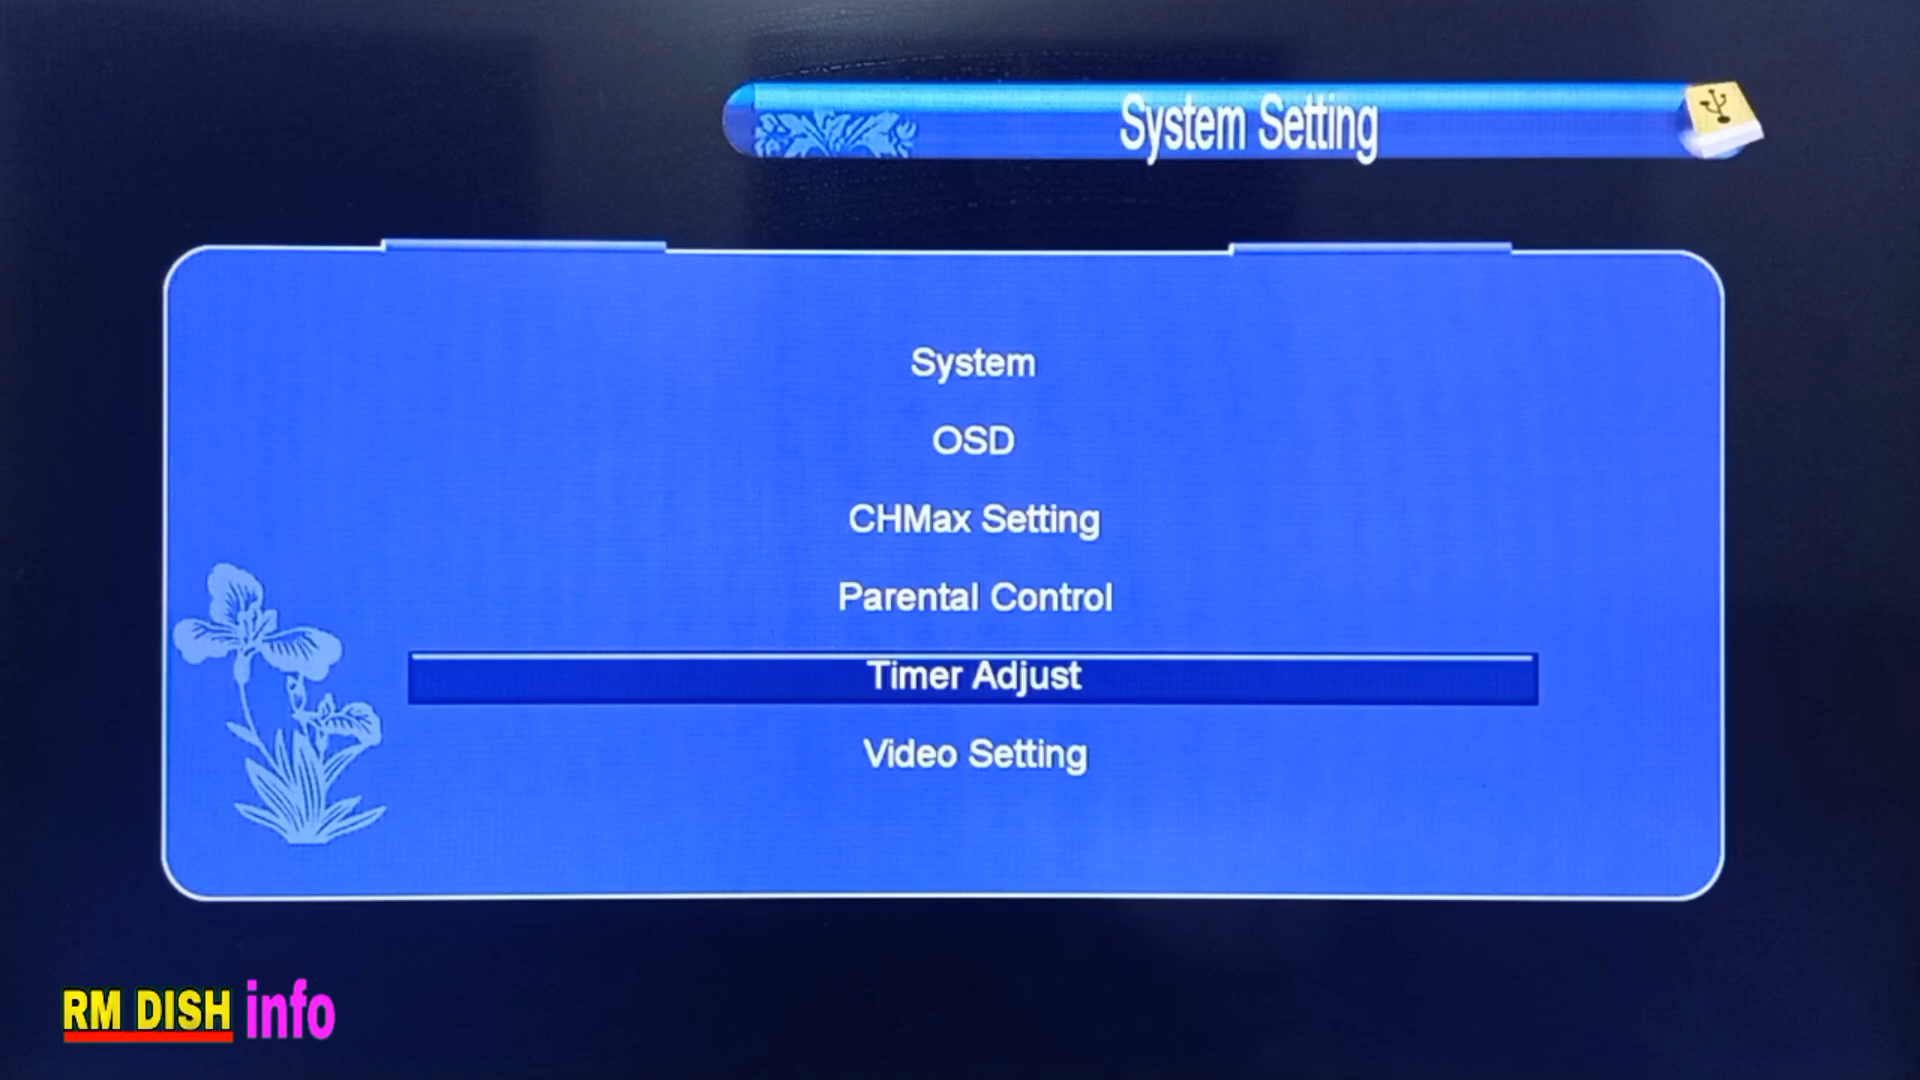 System Setting
System
OSD
CHMax Setting
Parental Control
Timer Adjust
Video Setting
RM DISH info